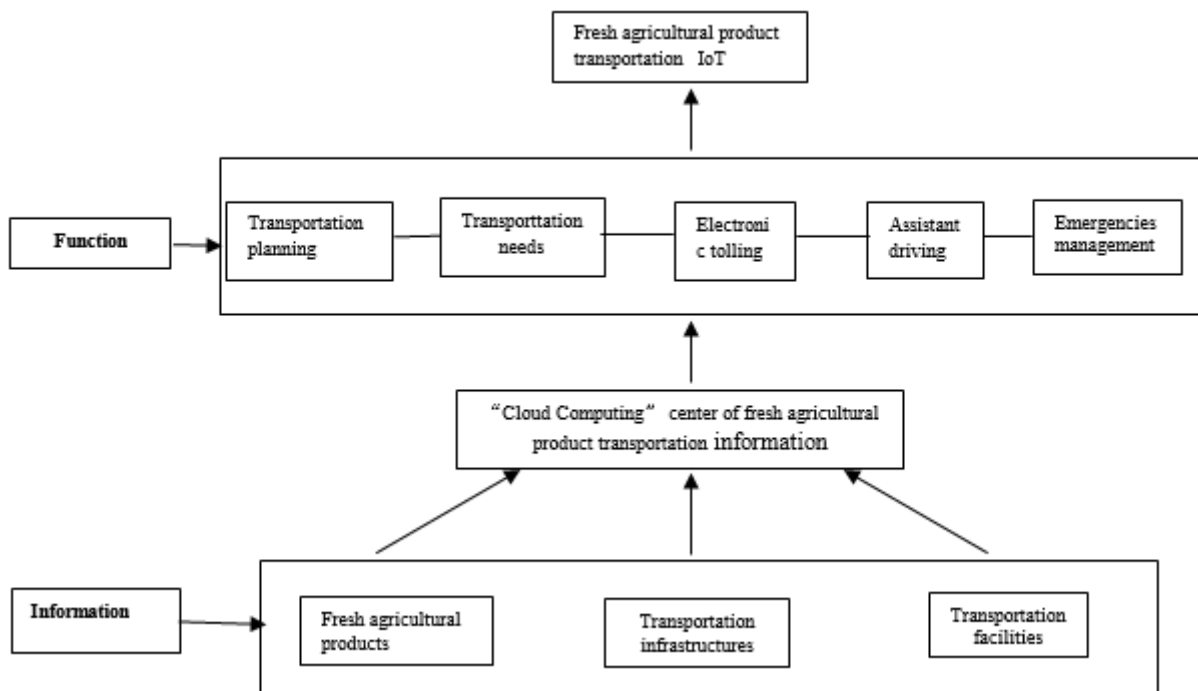 Fresh agricultural product
transportation IoT
Function
Transportation
planning
Transporttation
needs
Electroni
c tolling
Assistant
driving
Emergencies
management
“Cloud Computing” center of fresh agricultural
product transportation information
Information
Fresh agricultural
products
Transportation
infrastructures
Transportation
facilities